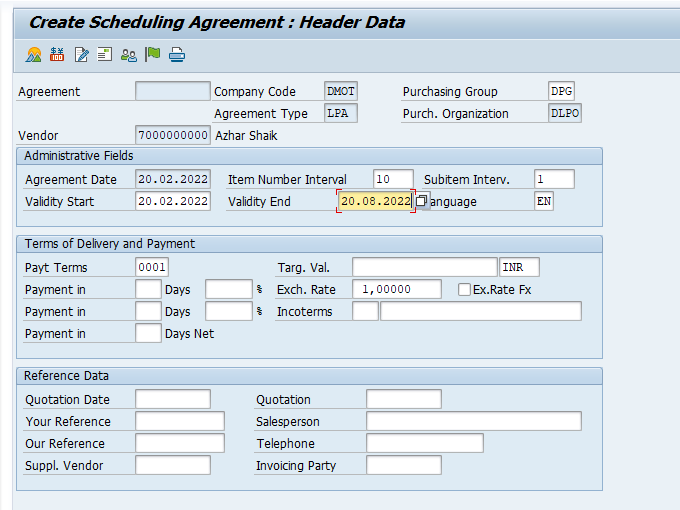 Create Scheduling Agreement : Header Data
Agreement Company Code DMOT Purchasing Group DPG
Agreement Type LPA Purch. Organization DLPO
Vendor 7000000000 Azhar Shaik
Administrative Fields
Agreement Date 20.02.2022 Item Number Interval 10 Subitem Interv. 1
Validity Start 20.02.2022 Validity End 20.08.2022 anguage EN
Terms of Delivery and Payment
Payt Terms 0001 Targ. Val. INR
Payment in Days % Exch. Rate 1,00000 Ex.Rate Fx
Payment in Days % Incoterms
Payment in Days Net
Reference Data
Quotation Date Quotation
Your Reference Salesperson
Our Reference Telephone
Suppl. Vendor Invoicing Party